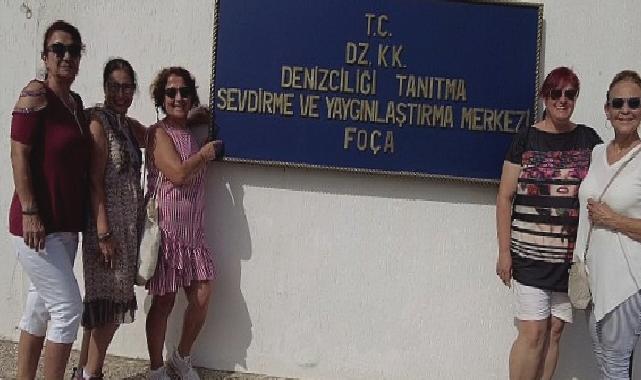 T.C.
DZ. K.K.
DENİZCİLİĞİ TANITMA
SEVDİRME VE YAYGINLAŞTIRMA MERKEZİ
FOÇA